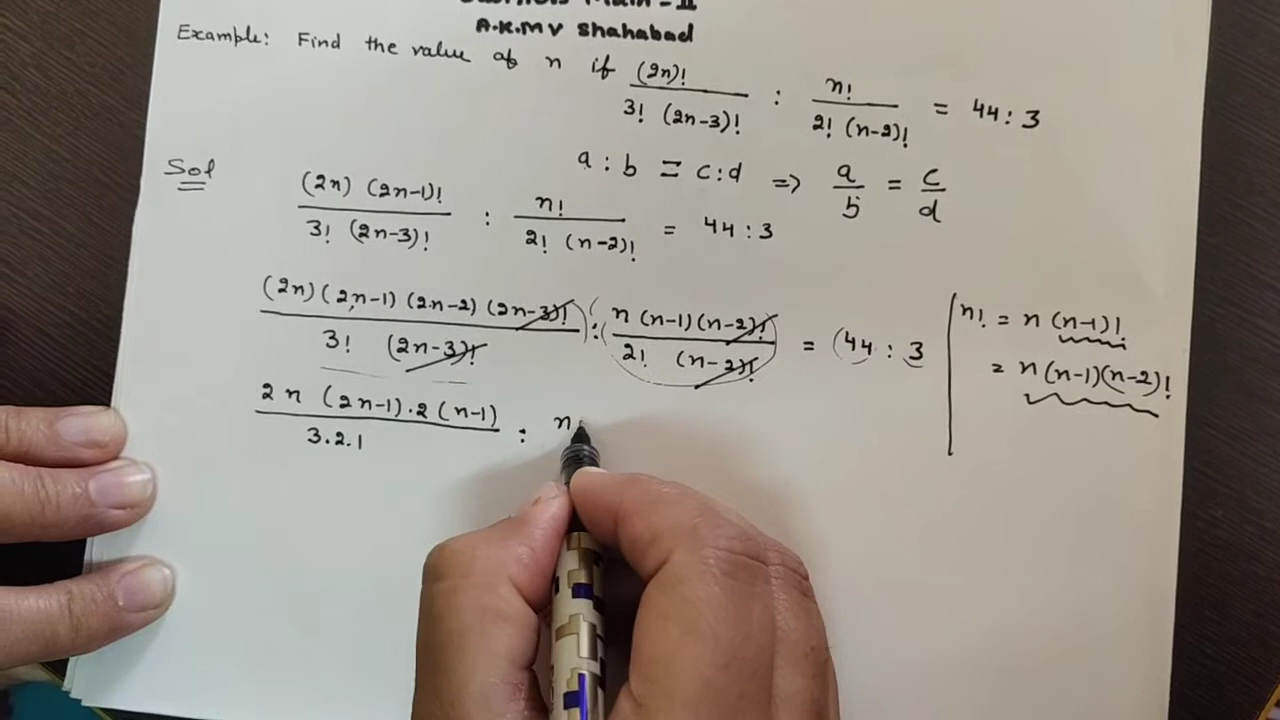 A.K.M V Shahabad
Example: Find the value of n if (2n)! / 3! (2n-3)! : n! / 2! (n-2)! = 44 : 3
a : b = c : d => a/b = c/d
Sol
(2n) (2n-1)! / 3! (2n-3)! : n! / 2! (n-2)! = 44 : 3
(2n) (2n-1) (2n-2) (2n-3)! / 3! (2n-3)! : n (n-1) (n-2)! / 2! (n-2)! = (44 : 3
n! = n (n-1)!
= n (n-1)(n-2)!
2n (2n-1) . 2 (n-1) / 3.2.1 : n